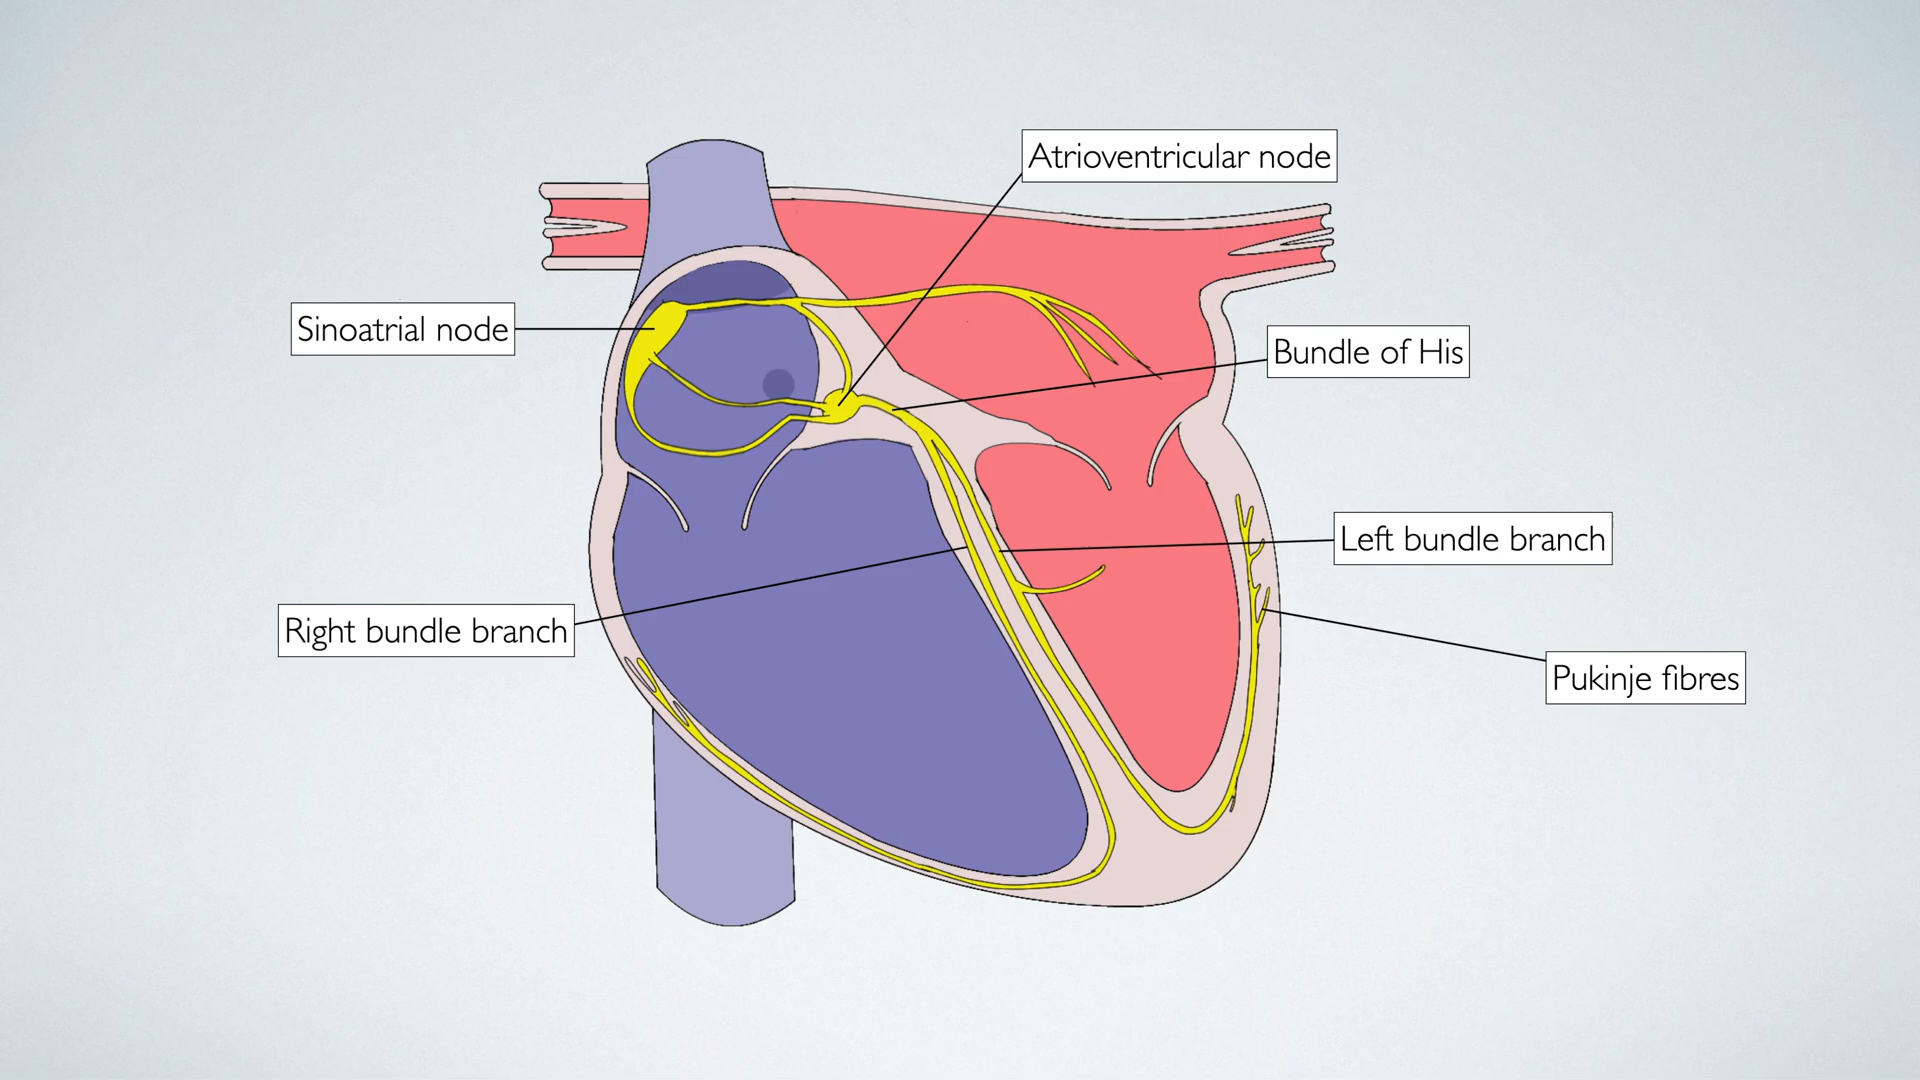 Atrioventricular node
Sinoatrial node
Bundle of His
Left bundle branch
Right bundle branch
Pukinje fibres